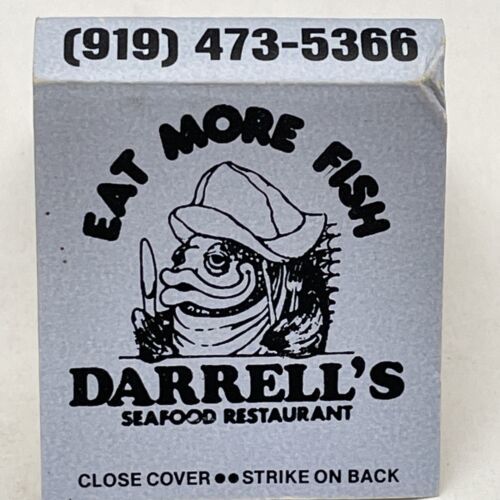 (919) 473-5366
EAT MORE FISH
DARRELL'S
SEAFOOD RESTAURANT
CLOSE COVER ●● STRIKE ON BACK